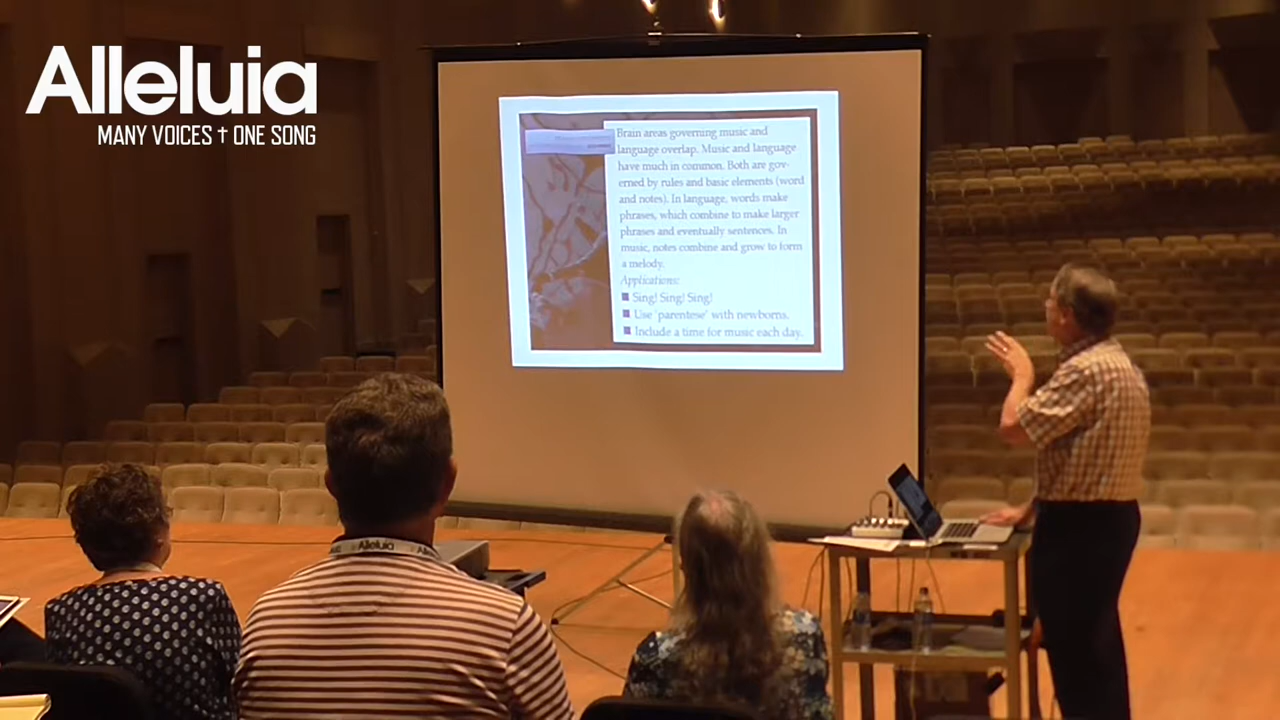 Alleluia
MANY VOICES † ONE SONG
Brain areas governing music and
language overlap. Music and language
have much in common. Both are gov-
erned by rules and basic elements (word
and notes). In language, words make
phrases, which combine to make larger
phrases and eventually sentences. In
music, notes combine and grow to form
a melody.
Applications:
■ Sing! Sing! Sing!
■ Use 'parentese' with newborns.
■ Include a time for music each day.
Alleluia